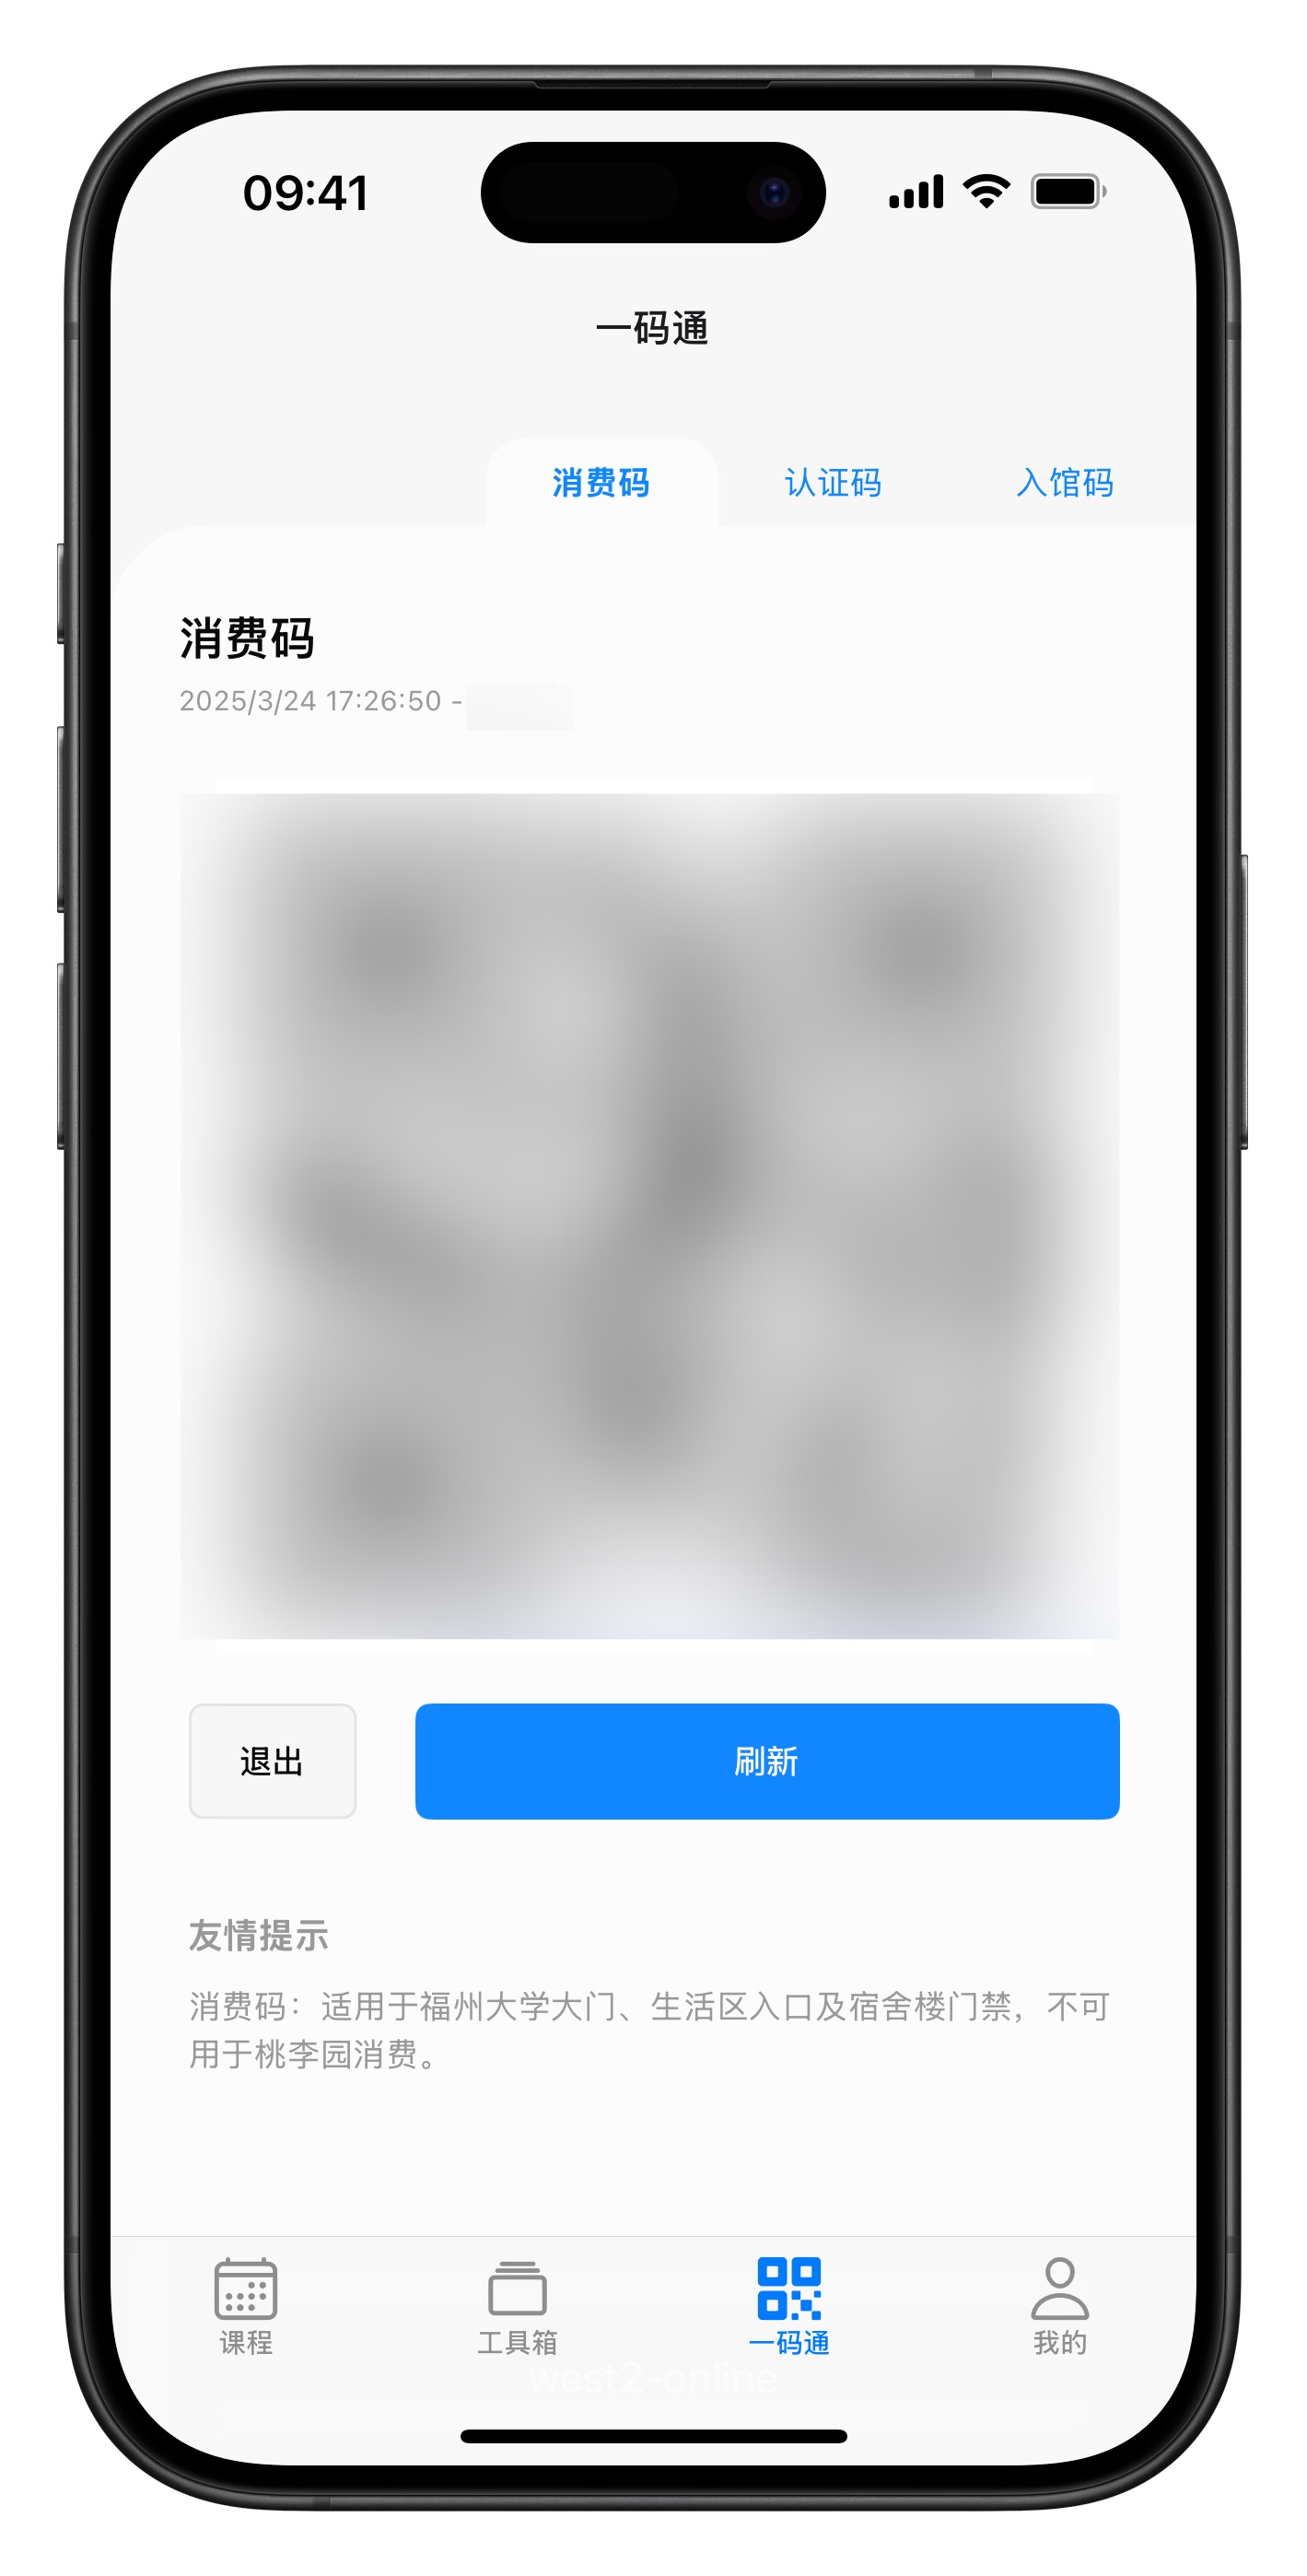 09:41
一码通
消费码
认证码
入馆码
消费码
2025/3/24 17:26:50 -
退出
刷新
友情提示
消费码：适用于福州大学大门、生活区入口及宿舍楼门禁，不可
用于桃李园消费。
课程
工具箱
一码通
我的
west2-online